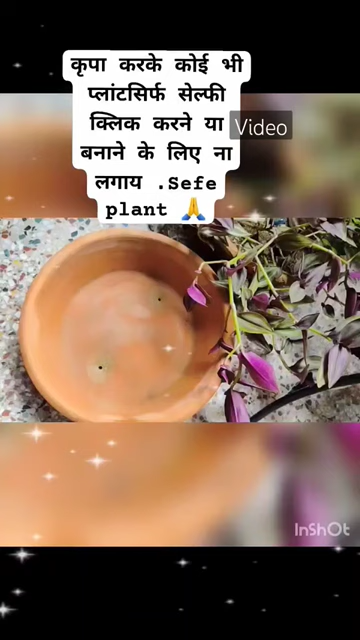 कृपा करके कोई भी
प्लांटसिर्फ सेल्फी
क्लिक करने या
Video
बनाने के लिए ना
लगाय .Sefe
plant 🙏
InShOt